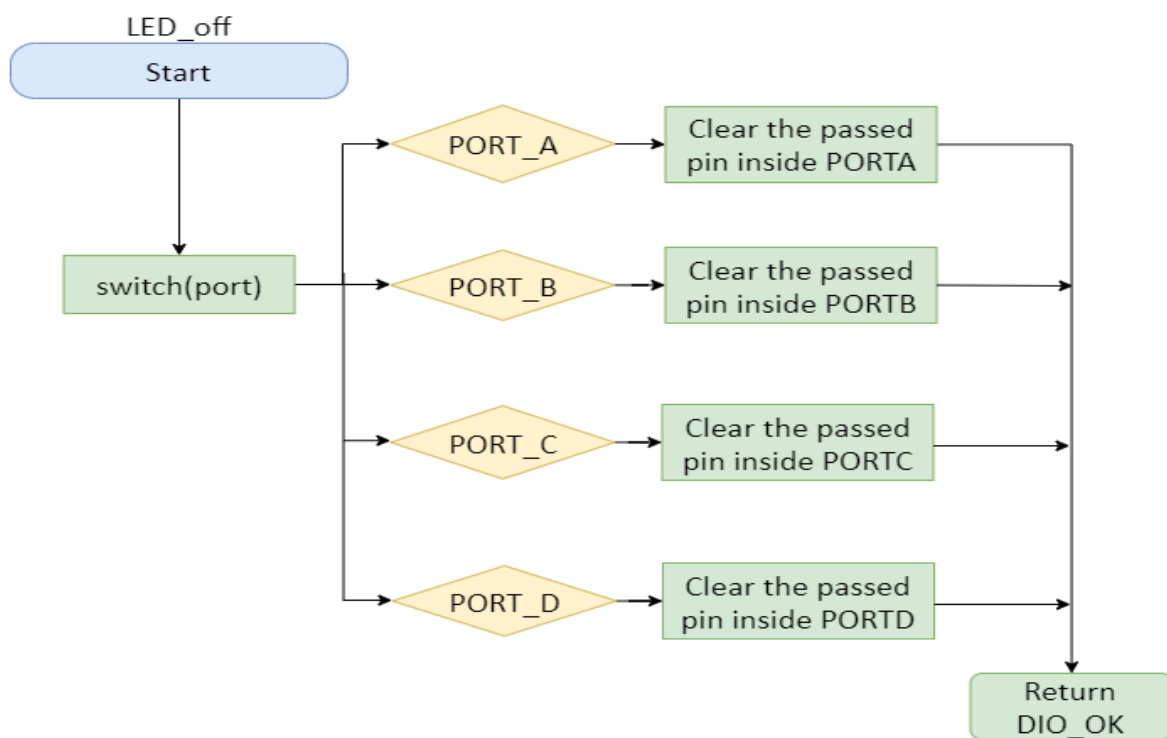 LED_off
Start
switch(port)
PORT_A
Clear the passed
pin inside PORTA
PORT_B
Clear the passed
pin inside PORTB
PORT_C
Clear the passed
pin inside PORTC
PORT_D
Clear the passed
pin inside PORTD
Return
DIO_OK